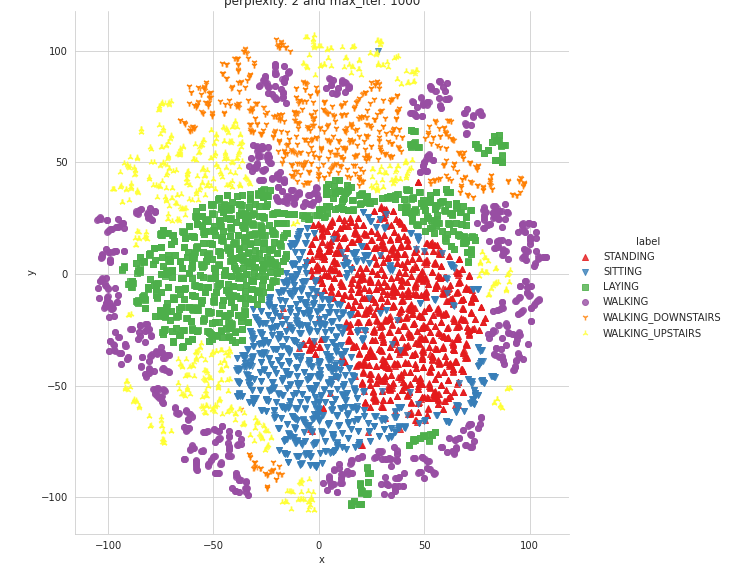 perplexity: 2 and max_iter: 1000
100
50
0
−50
−100
y
−100
−50
0
50
100
x
label
STANDING
SITTING
LAYING
WALKING
WALKING_DOWNSTAIRS
WALKING_UPSTAIRS